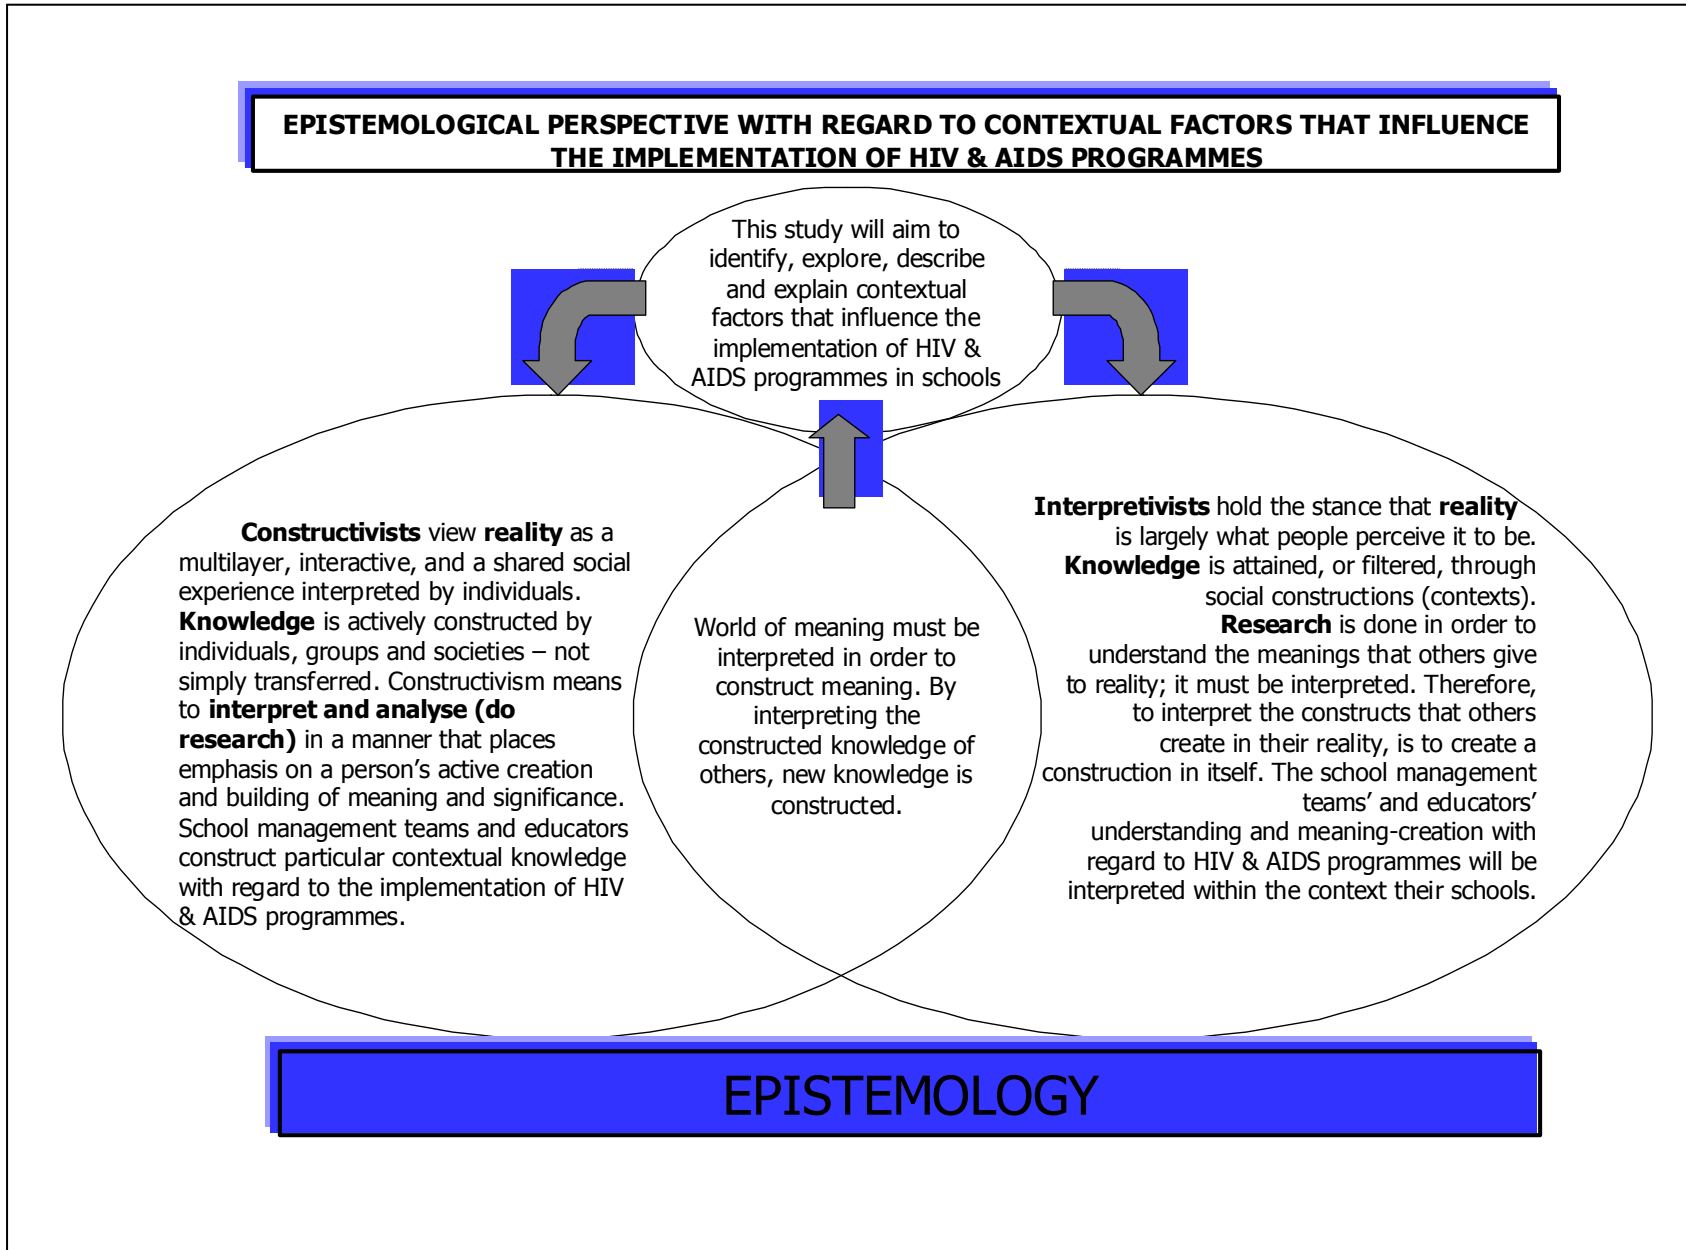 EPISTEMOLOGICAL PERSPECTIVE WITH REGARD TO CONTEXTUAL FACTORS THAT INFLUENCE
THE IMPLEMENTATION OF HIV & AIDS PROGRAMMES
This study will aim to
identify, explore, describe
and explain contextual
factors that influence the
implementation of HIV &
AIDS programmes in schools
Constructivists view reality as a
multilayer, interactive, and a shared social
experience interpreted by individuals.
Knowledge is actively constructed by
individuals, groups and societies – not
simply transferred. Constructivism means
to interpret and analyse (do
research) in a manner that places
emphasis on a person’s active creation
and building of meaning and significance.
School management teams and educators
construct particular contextual knowledge
with regard to the implementation of HIV
& AIDS programmes.
World of meaning must be
interpreted in order to
construct meaning. By
interpreting the
constructed knowledge of
others, new knowledge is
constructed.
Interpretivists hold the stance that reality
is largely what people perceive it to be.
Knowledge is attained, or filtered, through
social constructions (contexts).
Research is done in order to
understand the meanings that others give
to reality; it must be interpreted. Therefore,
to interpret the constructs that others
create in their reality, is to create a
construction in itself. The school management
teams’ and educators’
understanding and meaning-creation with
regard to HIV & AIDS programmes will be
interpreted within the context their schools.
EPISTEMOLOGY